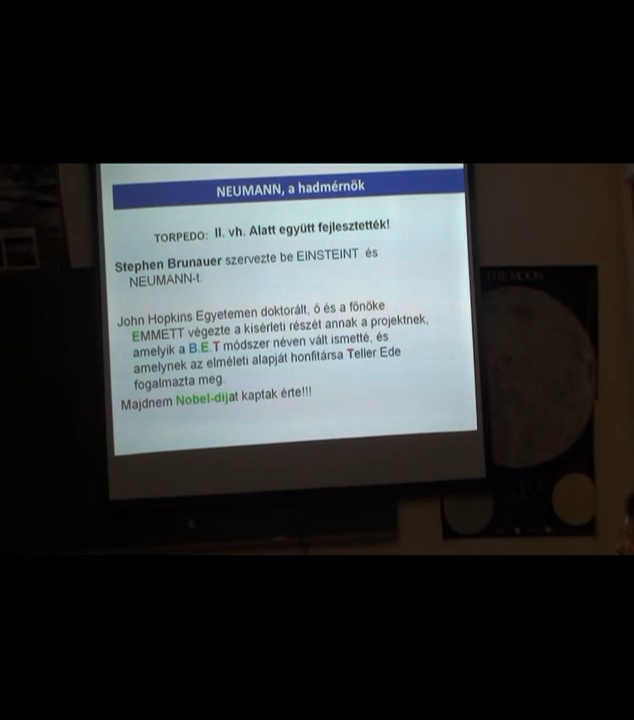 NEUMANN, a hadmérnök
TORPEDO: II. vh. Alatt együtt fejlesztették!
Stephen Brunauer szervezte be EINSTEINT és
NEUMANN-t.
John Hopkins Egyetemen doktorált, ő és a főnöke
EMMETT végezte a kisérleti részét annak a projektnek,
amelyik a B.E.T módszer néven vált ismetté, és
amelynek az elméleti alapját honfitársa Teller Ede
fogalmazta meg.
Majdnem Nobel-díjat kaptak érte!!!
THE MOON